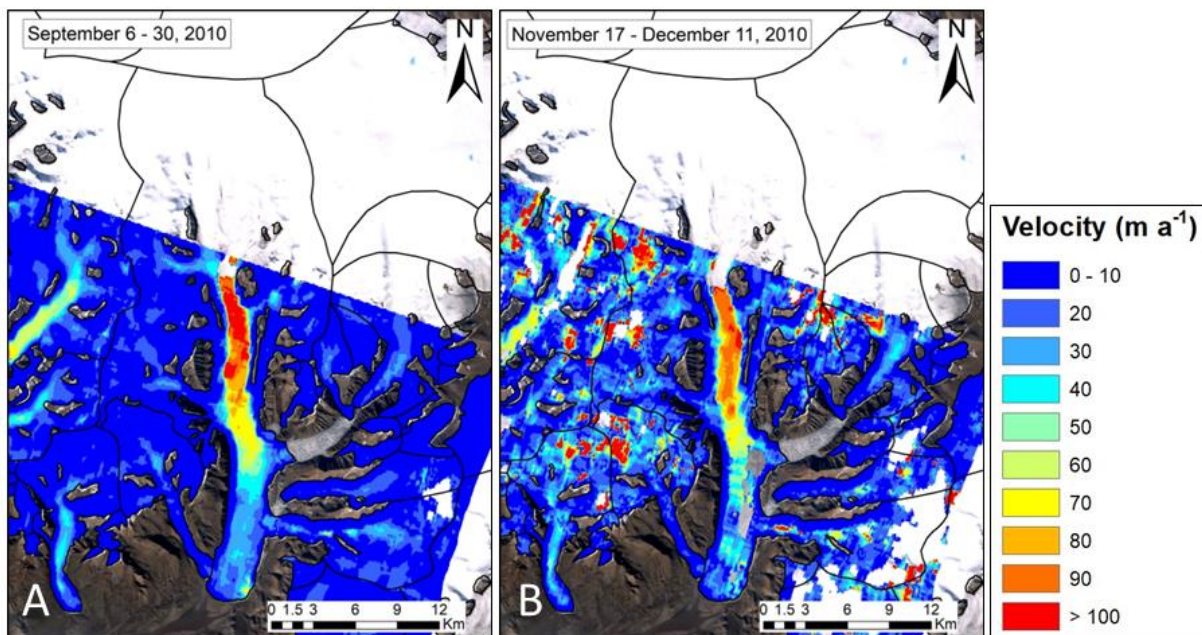 September 6 - 30, 2010
N
A
0 1.5 3 6 9 12
Km
November 17 - December 11, 2010
N
B
0 1.5 3 6 9 12
Km
Velocity (m a⁻¹)
0 - 10
20
30
40
50
60
70
80
90
> 100